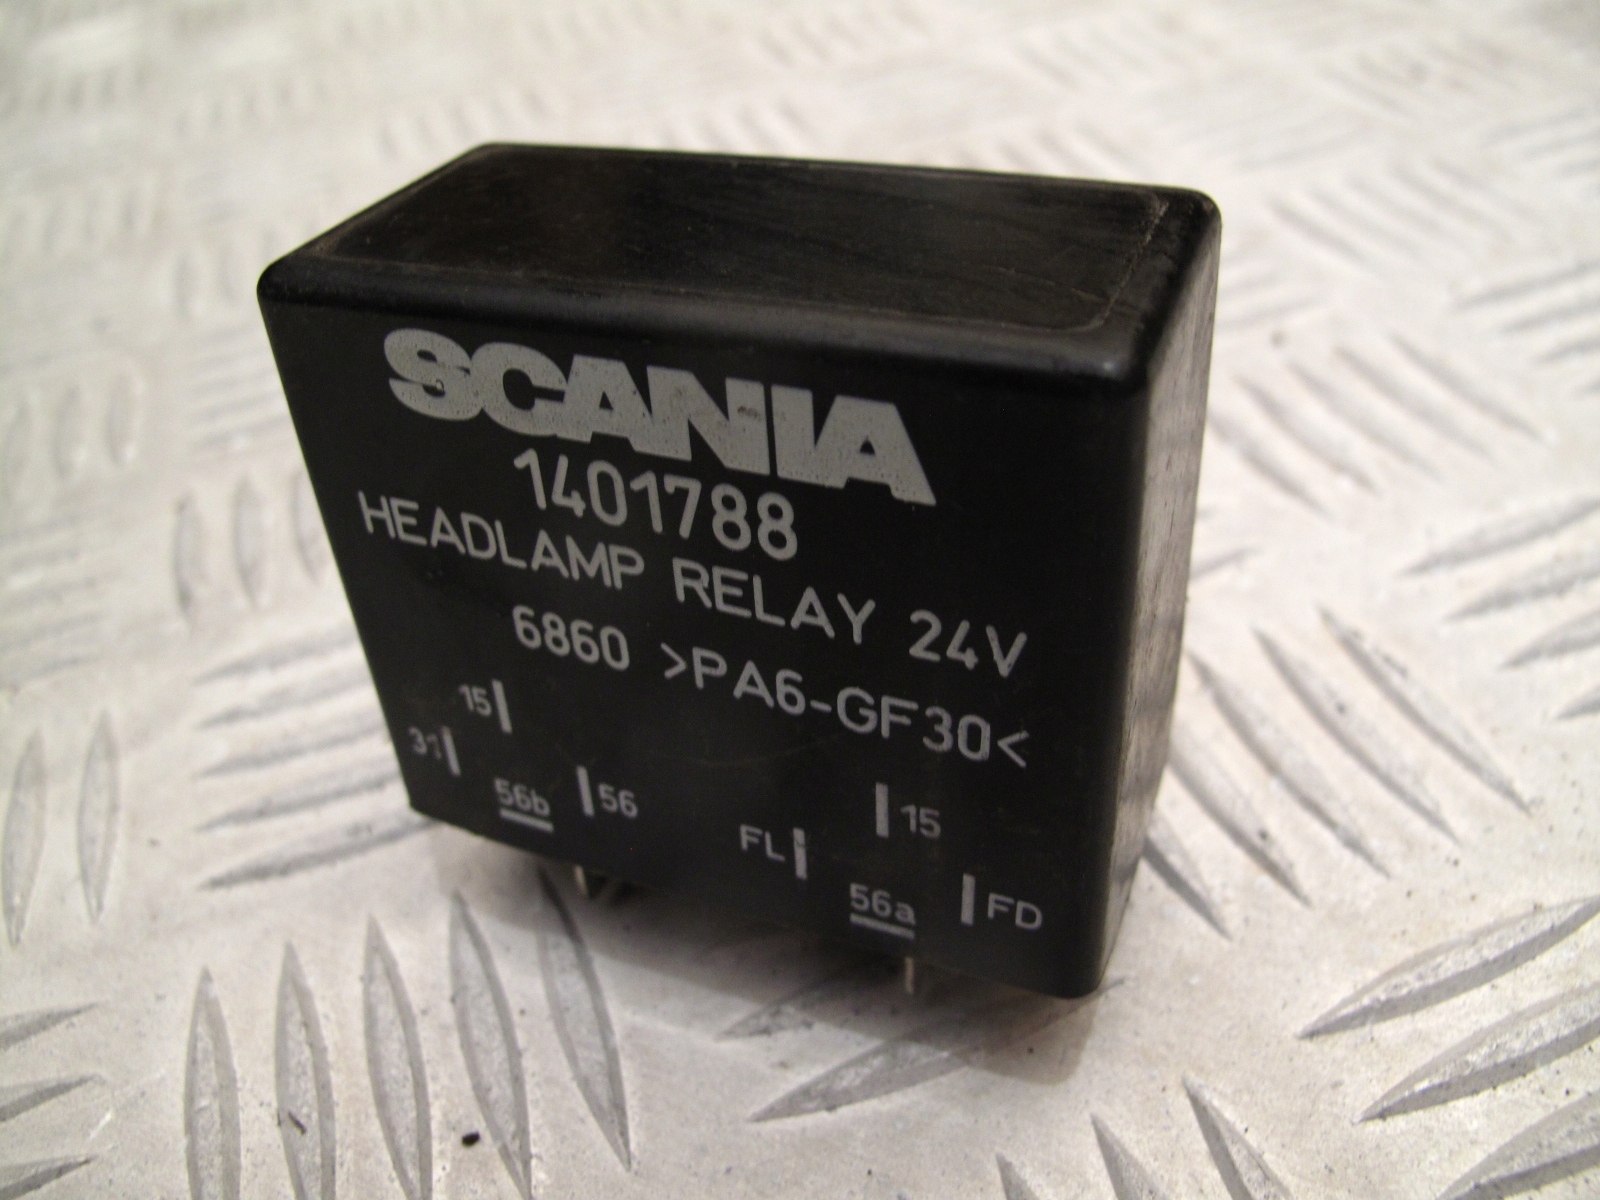 SCANIA
1401788
HEADLAMP RELAY 24V
6860 >PA6-GF30<
15
31
56b 56
15
FL
56a FD